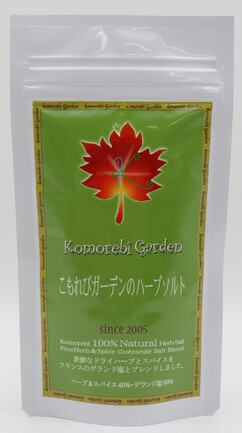 Komorebi Garden
こもれびガーデンのハーブソルト
since 2005
Komorebi 100% Natural Herb Salt
Fine Herb & Spice Guérande Salt Blend
新鮮なドライハーブとスパイスを
フランスのゲランド塩とブレンドしました。
ハーブ&スパイス40%・ゲランド塩60%